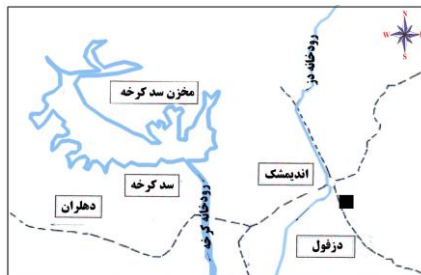 N
W
E
S
رودخانه دز
مخزن سد کرخه
اندیمشک
سد کرخه
دهلران
رودخانه کرخه
دزفول